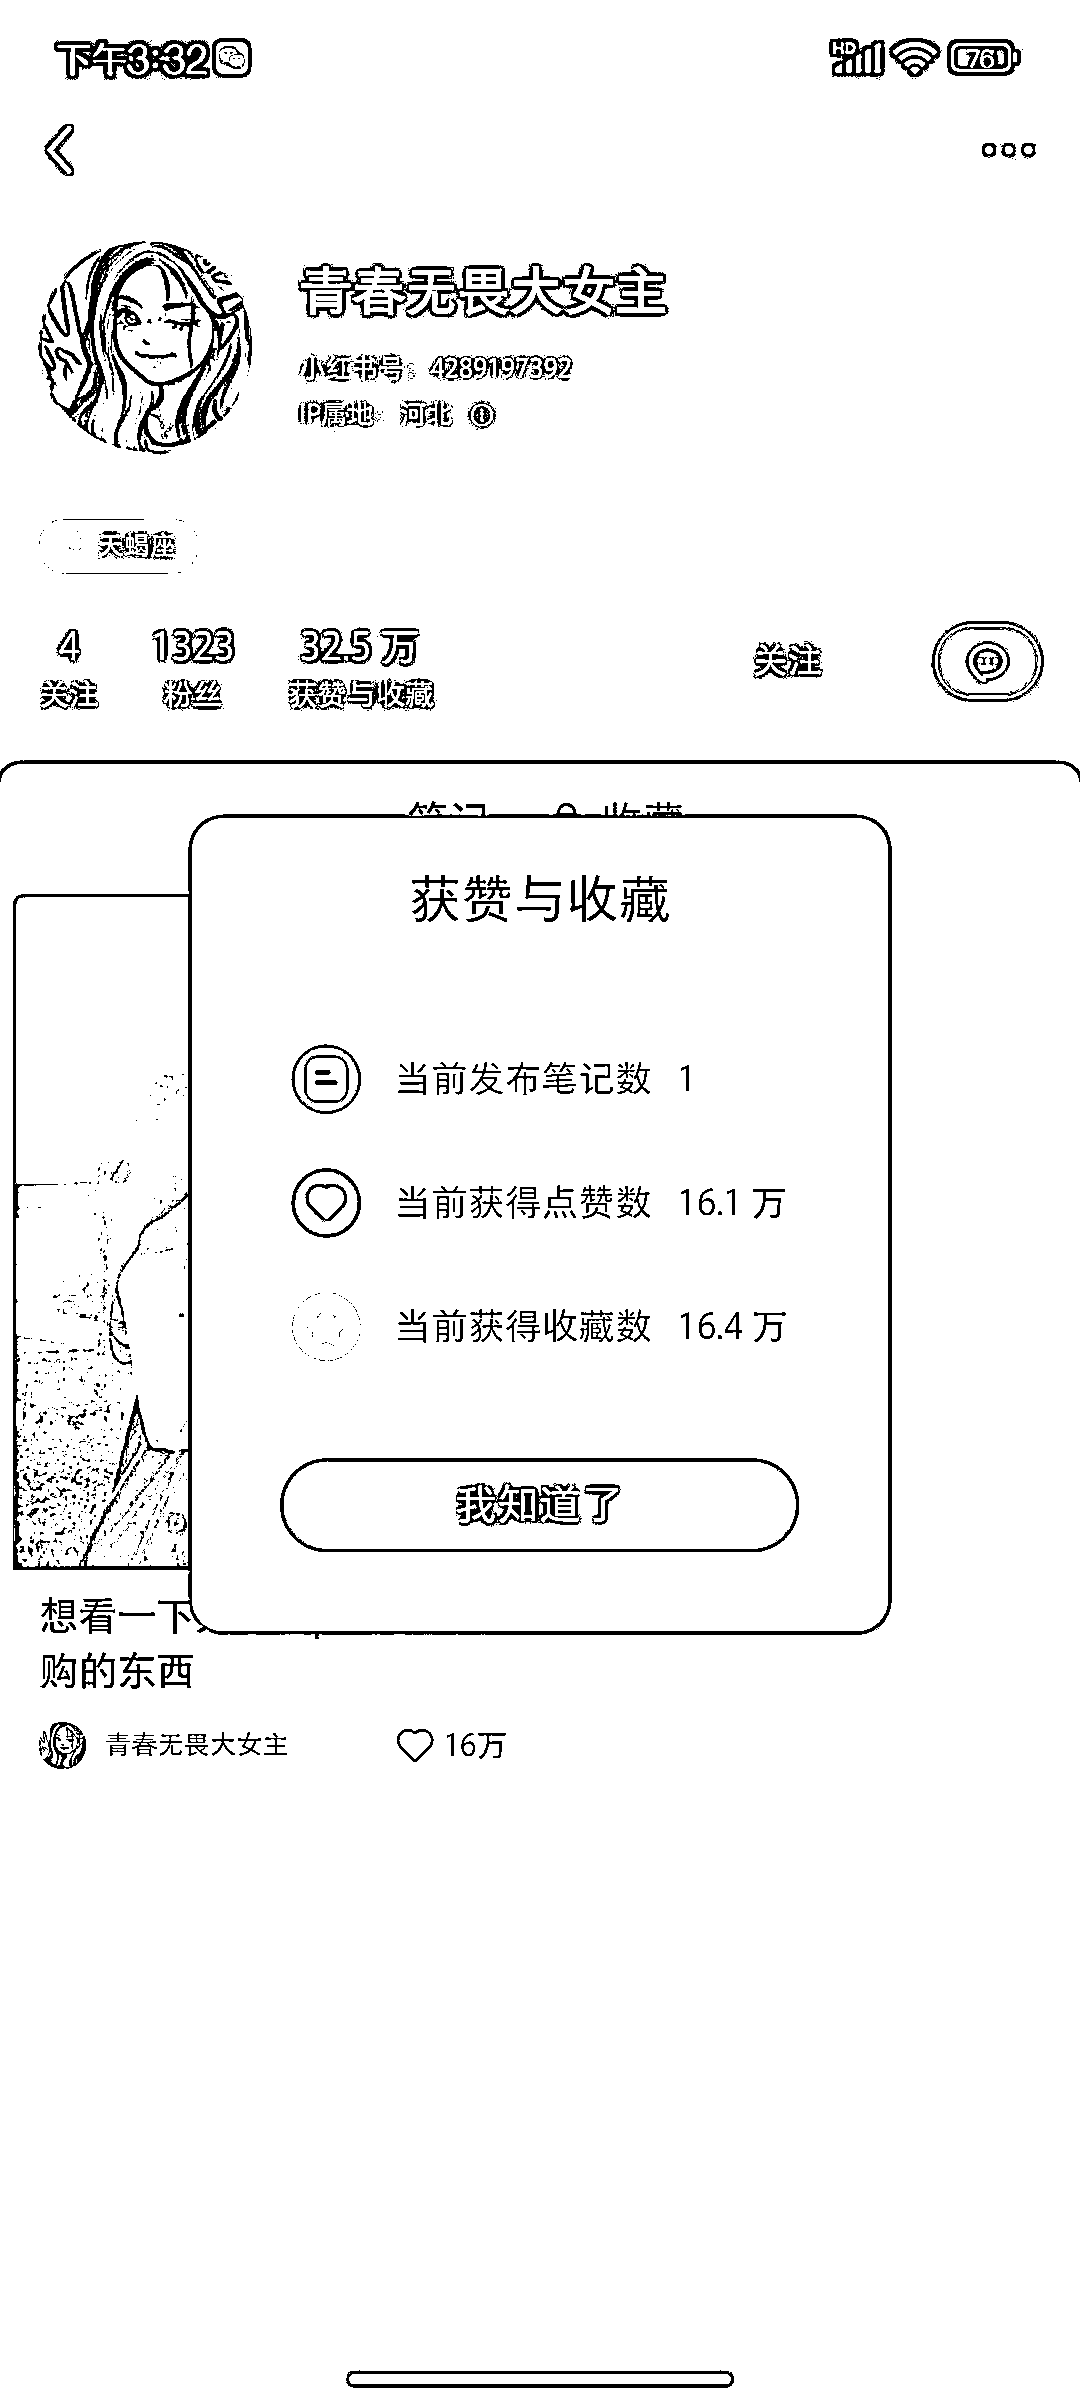 下午3:32
HD 76
青春无畏大女主
小红书号: 4289197392
IP属地: 河北
天蝎座
4 1323 32.5 万
关注 粉丝 获赞与收藏
关注
笔记 收藏
获赞与收藏
当前发布笔记数 1
当前获得点赞数 16.1 万
当前获得收藏数 16.4 万
我知道了
想看一下
购的东西
青春无畏大女主 16万